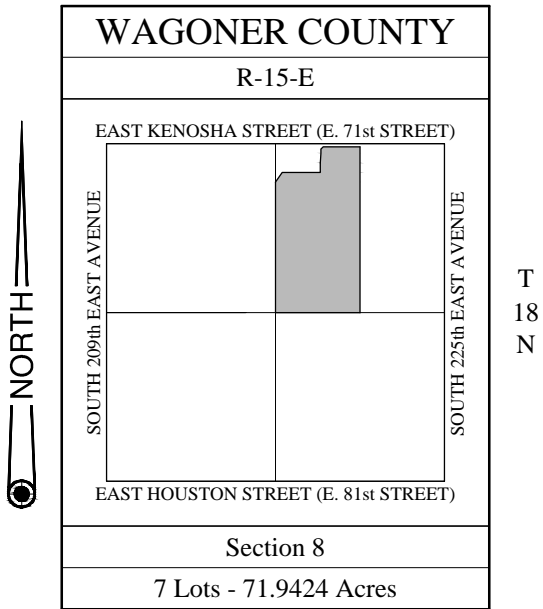 WAGONER COUNTY
R-15-E
EAST KENOSHA STREET (E. 71st STREET)
SOUTH 209th EAST AVENUE
SOUTH 225th EAST AVENUE
NORTH
T
18
N
EAST HOUSTON STREET (E. 81st STREET)
Section 8
7 Lots - 71.9424 Acres